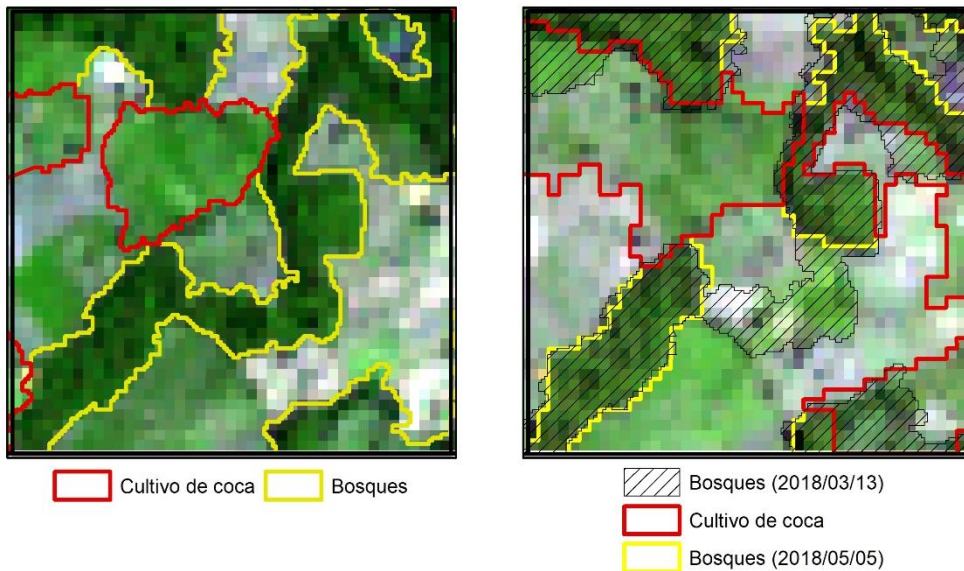 Cultivo de coca
Bosques
Bosques (2018/03/13)
Cultivo de coca
Bosques (2018/05/05)